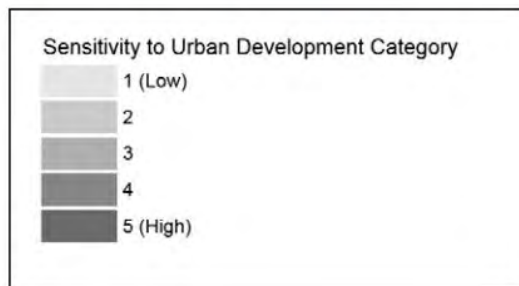 Sensitivity to Urban Development Category
1 (Low)
2
3
4
5 (High)